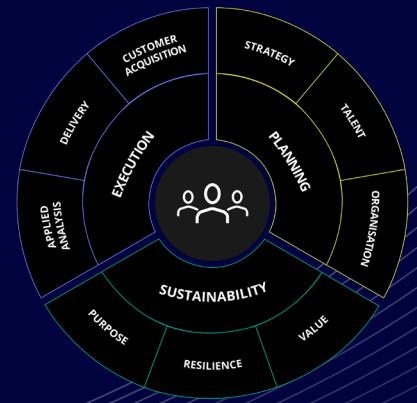 CUSTOMER
ACQUISITION
DELIVERY
APPLIED
ANALYSIS
EXECUTION
STRATEGY
TALENT
ORGANISATION
PLANNING
SUSTAINABILITY
PURPOSE
RESILIENCE
VALUE